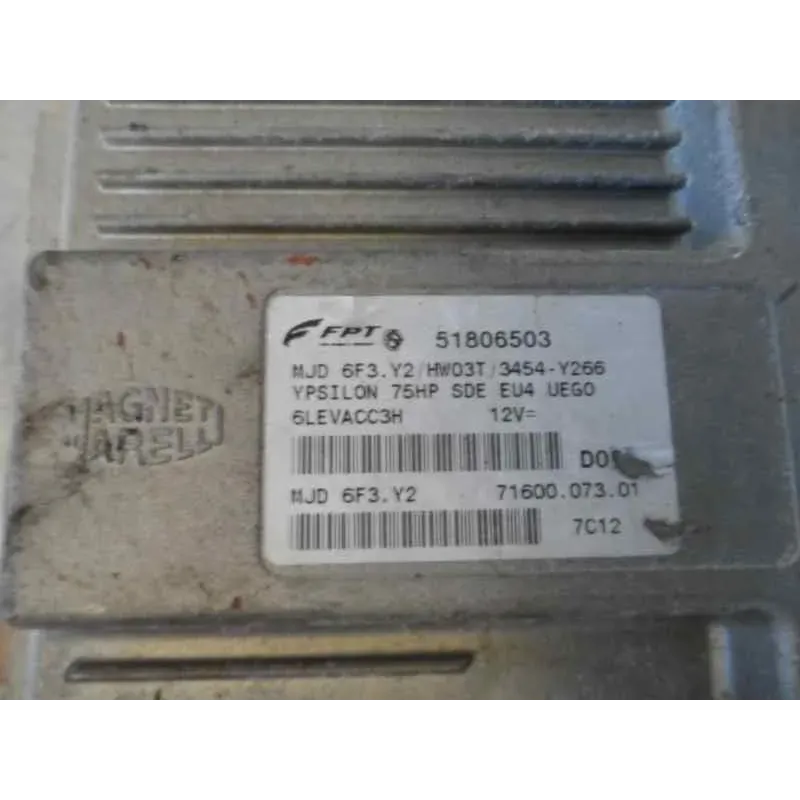 FPT 51806503
MJD 6F3.Y2/HW03T/3454-Y266
YPSILON 75HP SDE EU4 UEGO
6LEVACC3H 12V=
MAGNETI
MARELLI
MJD 6F3.Y2 71600.073.01
7C12